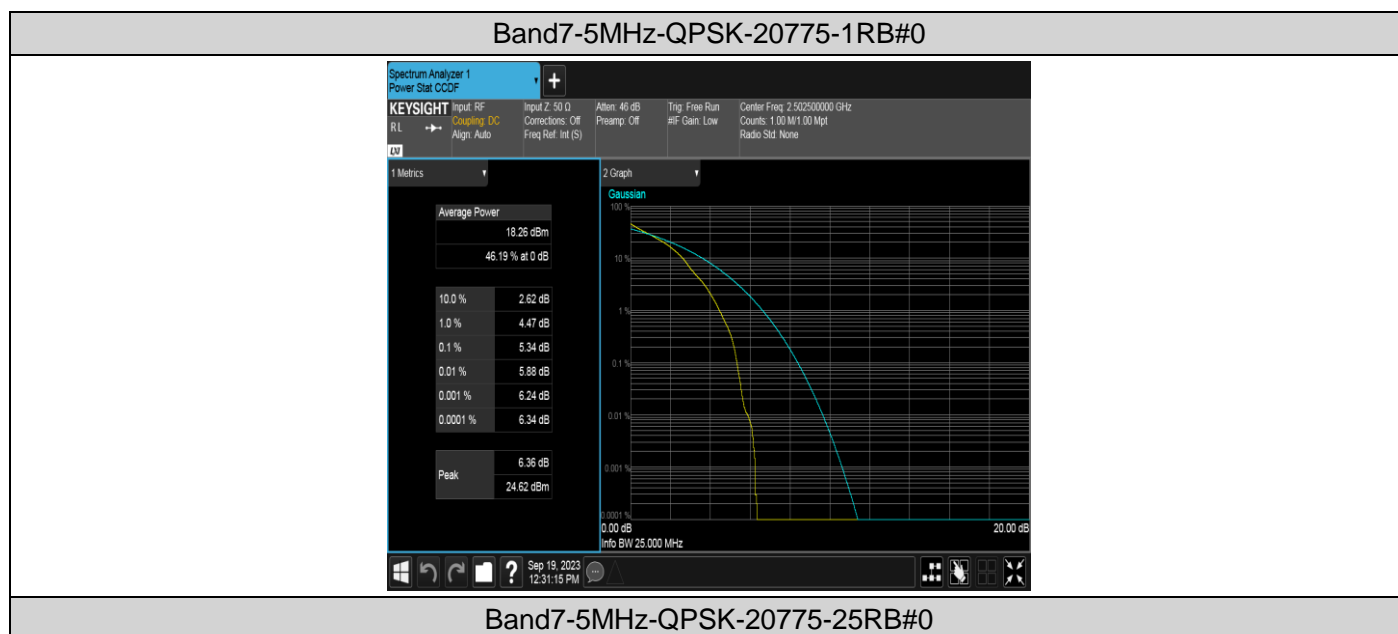 Band7-5MHz-QPSK-20775-1RB#0
Spectrum Analyzer 1
Power Stat CCDF
KEYSIGHT
RL
LXI
Input: RF
Coupling: DC
Align: Auto
Input Z: 50 Ω
Corrections: Off
Freq Ref: Int (S)
Atten: 46 dB
Preamp: Off
Trig: Free Run
#IF Gain: Low
Center Freq: 2.502500000 GHz
Counts: 1.00 M/1.00 Mpt
Radio Std: None
1 Metrics
Average Power
18.26 dBm
46.19 % at 0 dB
10.0 % 2.62 dB
1.0 % 4.47 dB
0.1 % 5.34 dB
0.01 % 5.88 dB
0.001 % 6.24 dB
0.0001 % 6.34 dB
Peak
6.36 dB
24.62 dBm
2 Graph
Gaussian
100 %
10 %
1 %
0.1 %
0.01 %
0.001 %
0.0001 %
0.00 dB 20.00 dB
Info BW 25.000 MHz
Sep 19, 2023
12:31:15 PM
Band7-5MHz-QPSK-20775-25RB#0